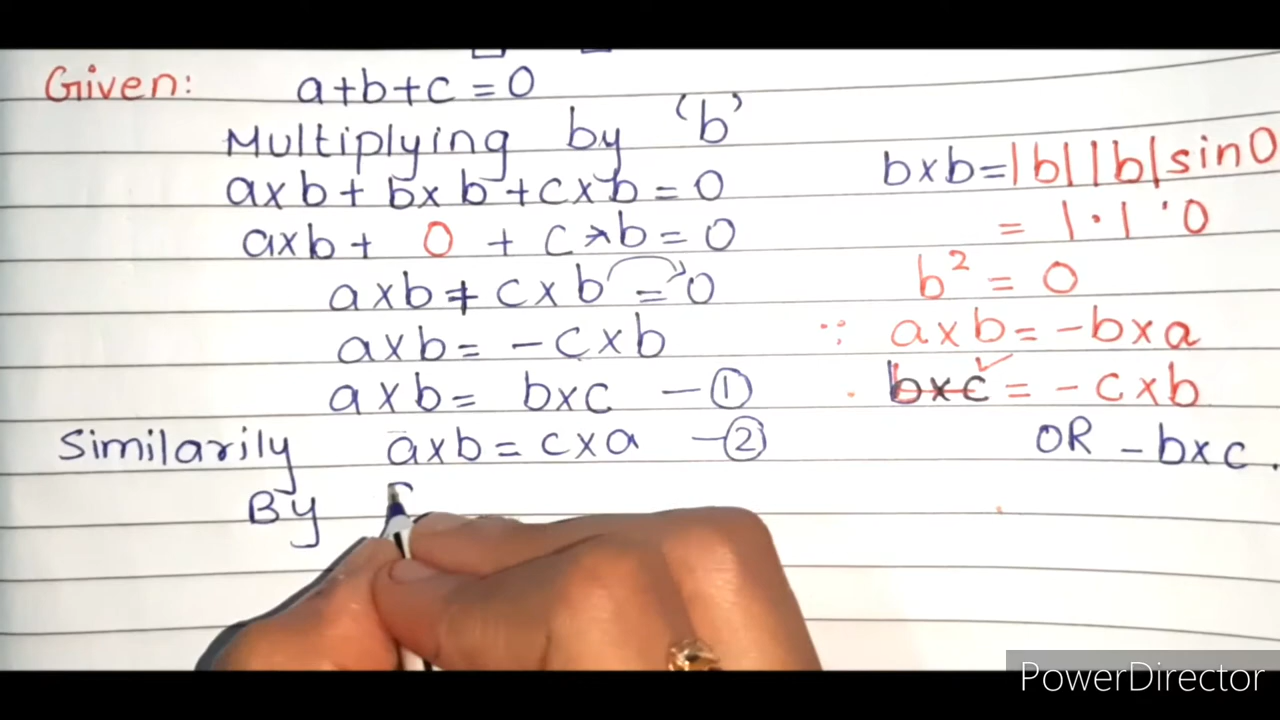 Given: a+b+c=0
Multiplying by 'b'
axb + bxb +cxb=0
axb + 0 + cxb=0
axb + cxb =0
axb= -cxb
axb= bxc —①
Similarily axb=cxa —②
By
bxb=|b||b|sin0
= 1·1·0
b² = 0
∵ axb=-bxa
bxc = -cxb
OR -bxc.
PowerDirector